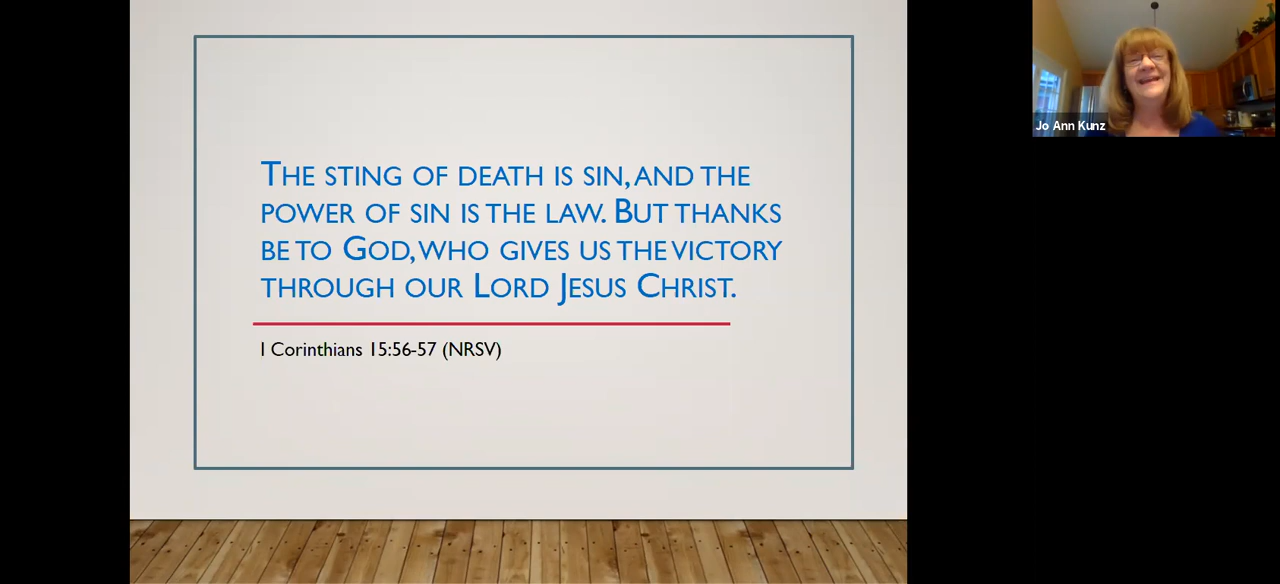 The sting of death is sin, and the
power of sin is the law. But thanks
be to God, who gives us the victory
through our Lord Jesus Christ.
I Corinthians 15:56-57 (NRSV)
Jo Ann Kunz